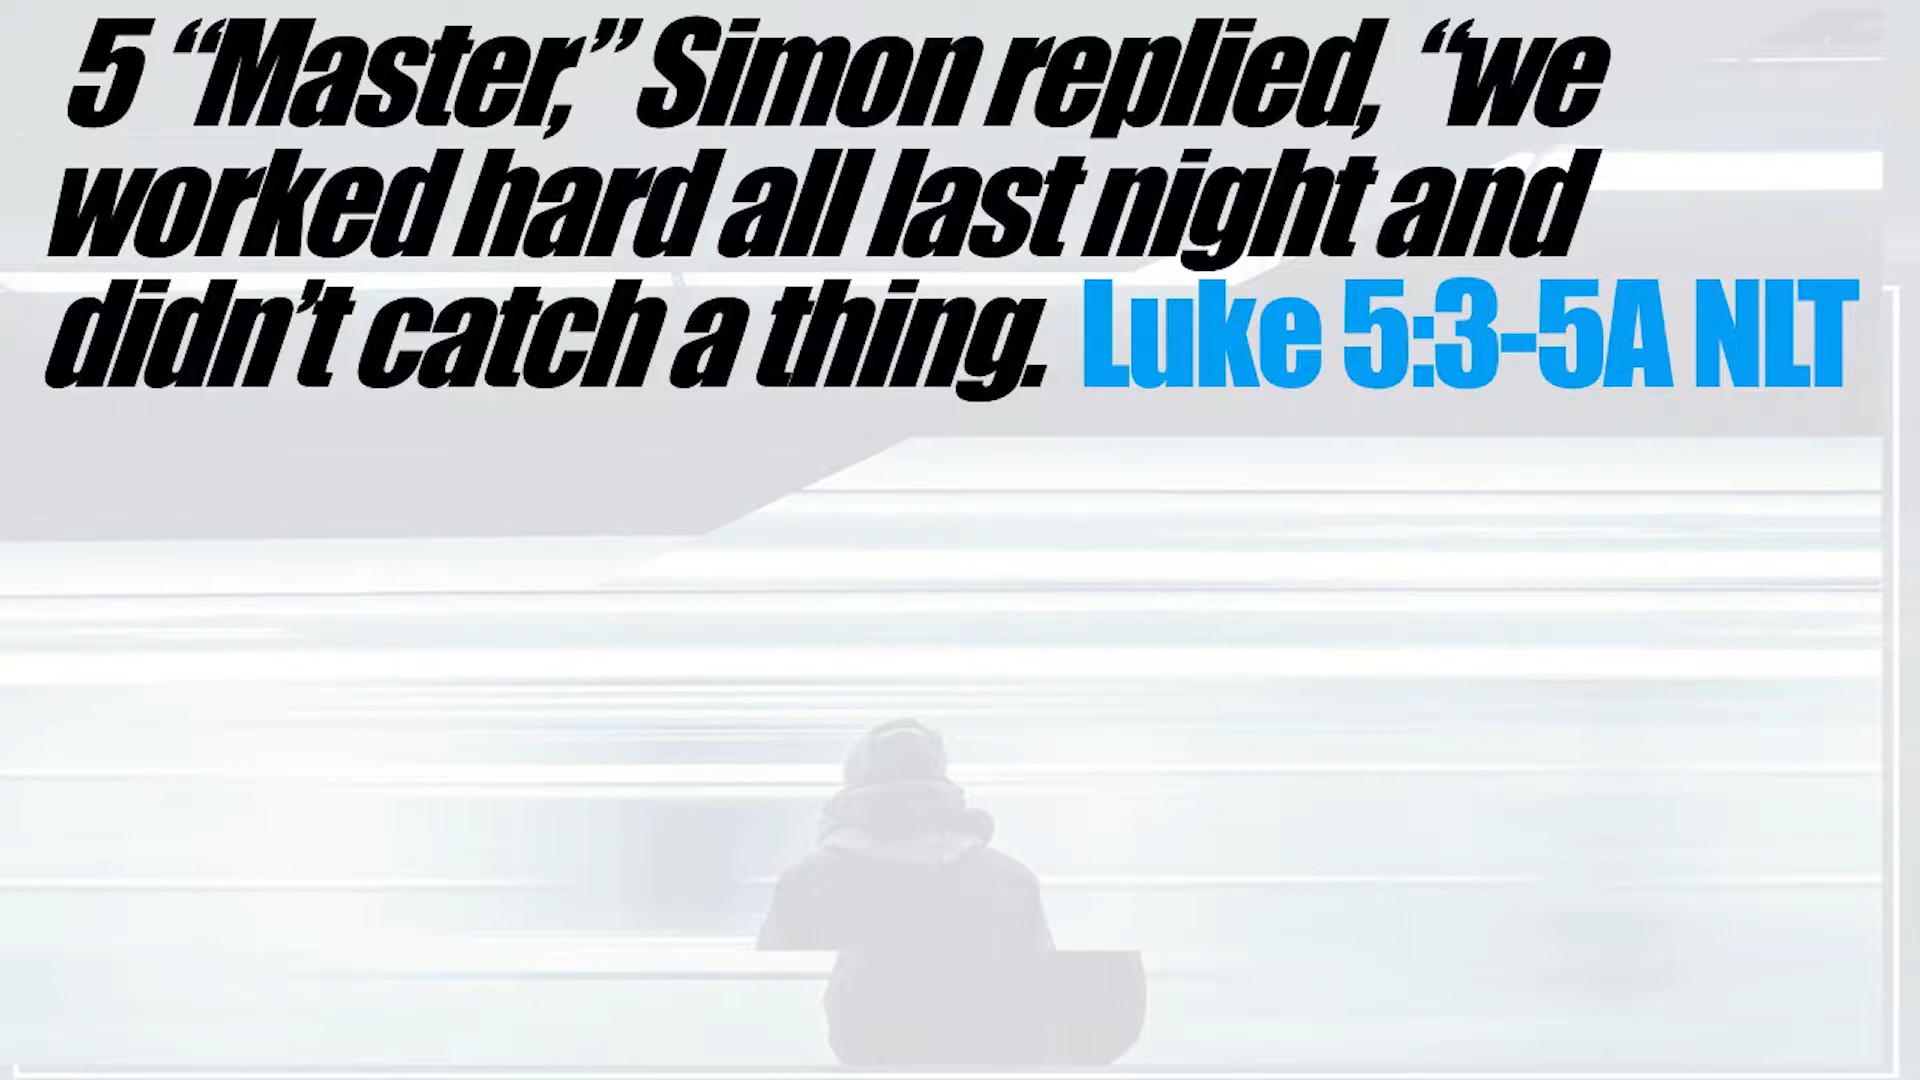 5 “Master,” Simon replied, “we
worked hard all last night and
didn’t catch a thing. Luke 5:3-5A NLT